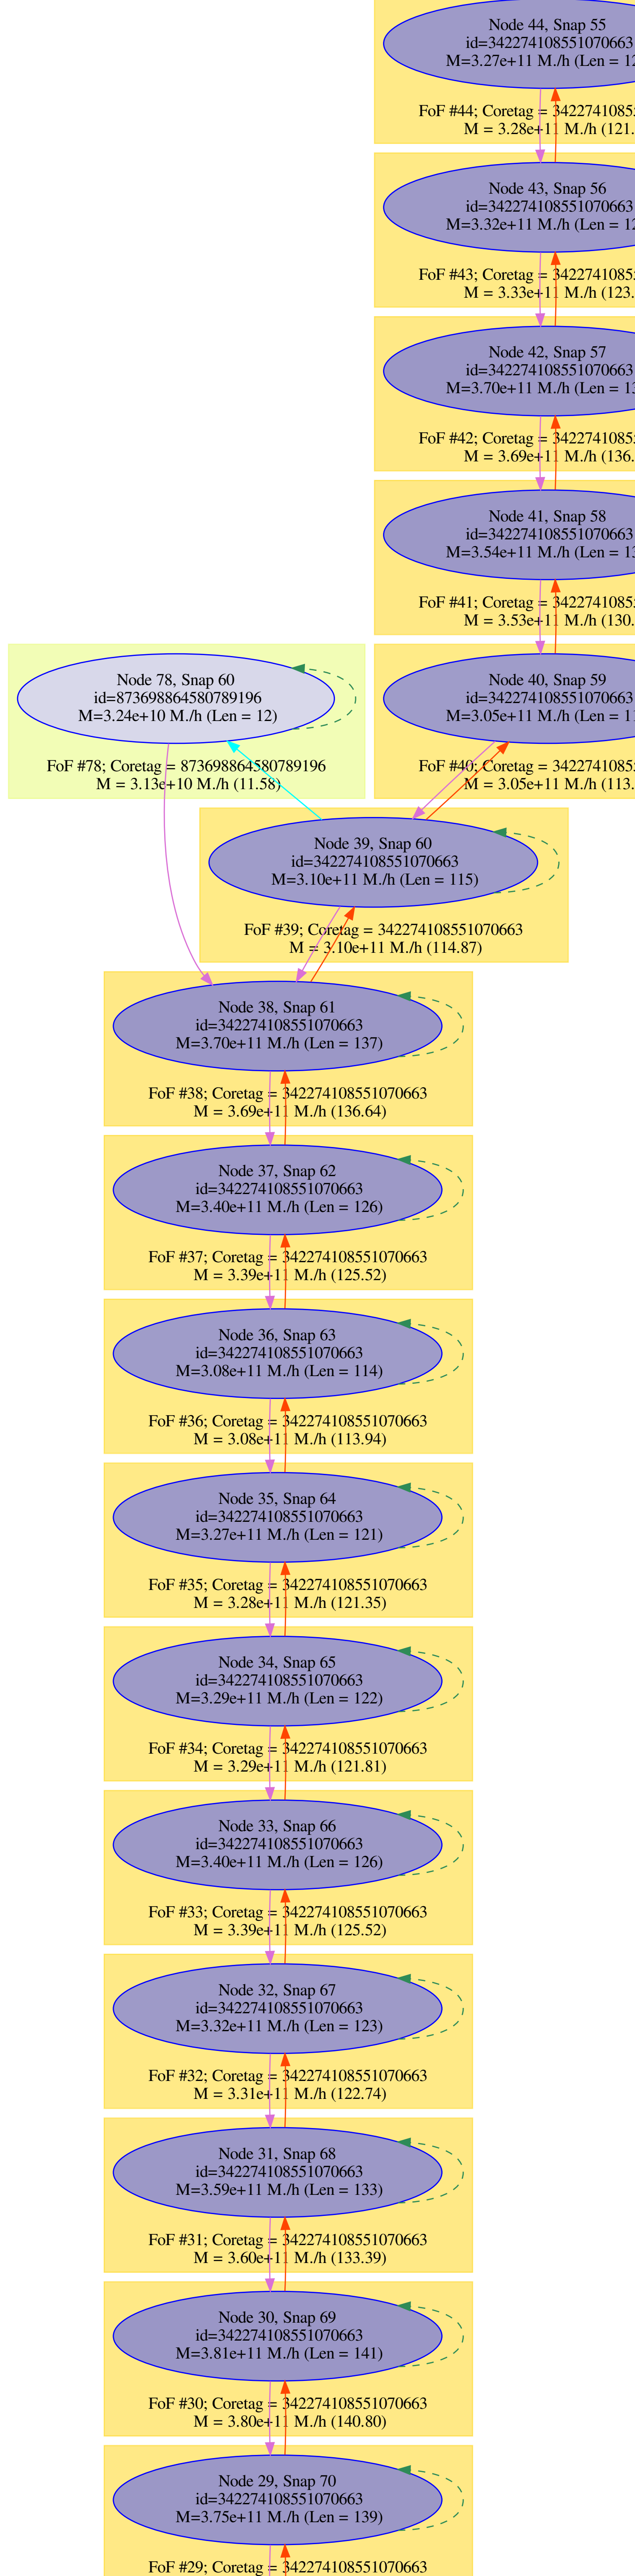 Node 44, Snap 55
id=342274108551070663
M=3.27e+11 M./h (Len = 12
FoF #44; Coretag = 3422741085
M = 3.28e+11 M./h (121.
Node 43, Snap 56
id=342274108551070663
M=3.32e+11 M./h (Len = 12
FoF #43; Coretag = 3422741085
M = 3.33e+11 M./h (123.
Node 42, Snap 57
id=342274108551070663
M=3.70e+11 M./h (Len = 13
FoF #42; Coretag = 3422741085
M = 3.69e+11 M./h (136.
Node 41, Snap 58
id=342274108551070663
M=3.54e+11 M./h (Len = 13
FoF #41; Coretag = 3422741085
M = 3.53e+11 M./h (130.
Node 78, Snap 60
id=873698864580789196
M=3.24e+10 M./h (Len = 12)
FoF #78; Coretag = 873698864580789196
M = 3.13e+10 M./h (11.58)
Node 40, Snap 59
id=342274108551070663
M=3.05e+11 M./h (Len = 11
FoF #40; Coretag = 3422741085
M = 3.05e+11 M./h (113.
Node 39, Snap 60
id=342274108551070663
M=3.10e+11 M./h (Len = 115)
FoF #39; Coretag = 342274108551070663
M = 3.10e+11 M./h (114.87)
Node 38, Snap 61
id=342274108551070663
M=3.70e+11 M./h (Len = 137)
FoF #38; Coretag = 342274108551070663
M = 3.69e+11 M./h (136.64)
Node 37, Snap 62
id=342274108551070663
M=3.40e+11 M./h (Len = 126)
FoF #37; Coretag = 342274108551070663
M = 3.39e+11 M./h (125.52)
Node 36, Snap 63
id=342274108551070663
M=3.08e+11 M./h (Len = 114)
FoF #36; Coretag = 342274108551070663
M = 3.08e+11 M./h (113.94)
Node 35, Snap 64
id=342274108551070663
M=3.27e+11 M./h (Len = 121)
FoF #35; Coretag = 342274108551070663
M = 3.28e+11 M./h (121.35)
Node 34, Snap 65
id=342274108551070663
M=3.29e+11 M./h (Len = 122)
FoF #34; Coretag = 342274108551070663
M = 3.29e+11 M./h (121.81)
Node 33, Snap 66
id=342274108551070663
M=3.40e+11 M./h (Len = 126)
FoF #33; Coretag = 342274108551070663
M = 3.39e+11 M./h (125.52)
Node 32, Snap 67
id=342274108551070663
M=3.32e+11 M./h (Len = 123)
FoF #32; Coretag = 342274108551070663
M = 3.31e+11 M./h (122.74)
Node 31, Snap 68
id=342274108551070663
M=3.59e+11 M./h (Len = 133)
FoF #31; Coretag = 342274108551070663
M = 3.60e+11 M./h (133.39)
Node 30, Snap 69
id=342274108551070663
M=3.81e+11 M./h (Len = 141)
FoF #30; Coretag = 342274108551070663
M = 3.80e+11 M./h (140.80)
Node 29, Snap 70
id=342274108551070663
M=3.75e+11 M./h (Len = 139)
FoF #29; Coretag = 342274108551070663